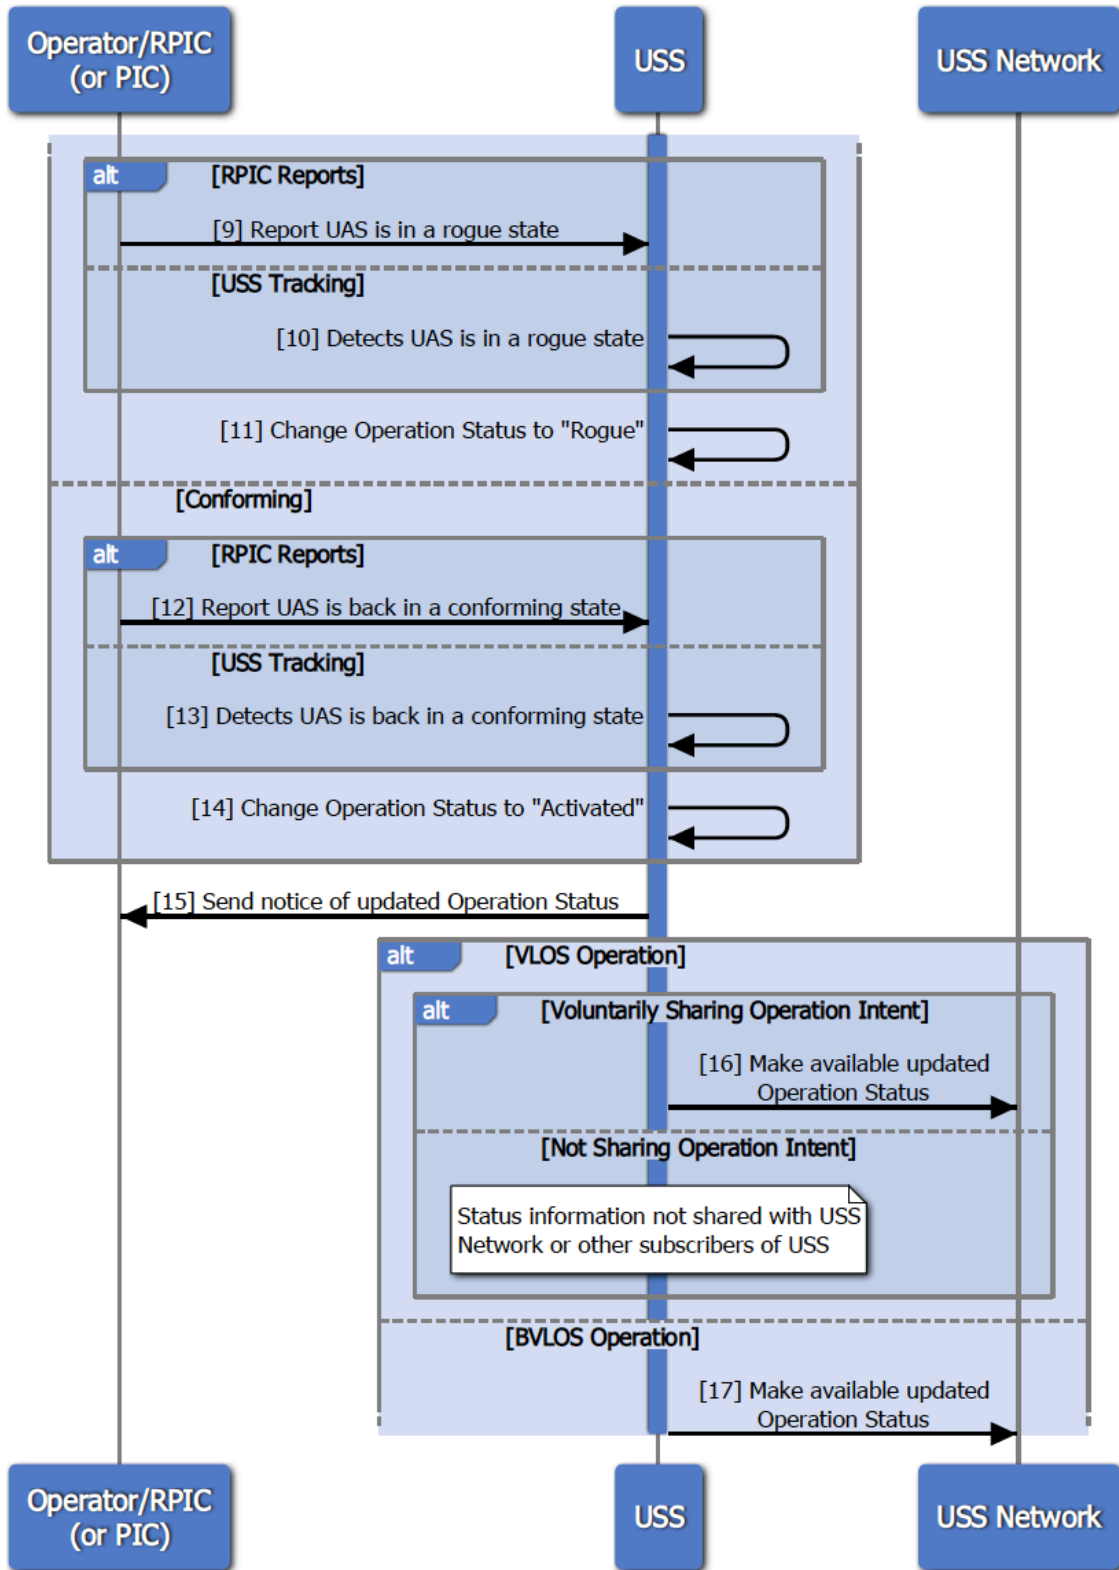 Operator/RPIC
(or PIC)
USS
USS Network
alt
[RPIC Reports]
[9] Report UAS is in a rogue state
[USS Tracking]
[10] Detects UAS is in a rogue state
[11] Change Operation Status to "Rogue"
[Conforming]
alt
[RPIC Reports]
[12] Report UAS is back in a conforming state
[USS Tracking]
[13] Detects UAS is back in a conforming state
[14] Change Operation Status to "Activated"
[15] Send notice of updated Operation Status
alt
[VLOS Operation]
alt
[Voluntarily Sharing Operation Intent]
[16] Make available updated
Operation Status
[Not Sharing Operation Intent]
Status information not shared with USS
Network or other subscribers of USS
[BVLOS Operation]
[17] Make available updated
Operation Status
Operator/RPIC
(or PIC)
USS
USS Network